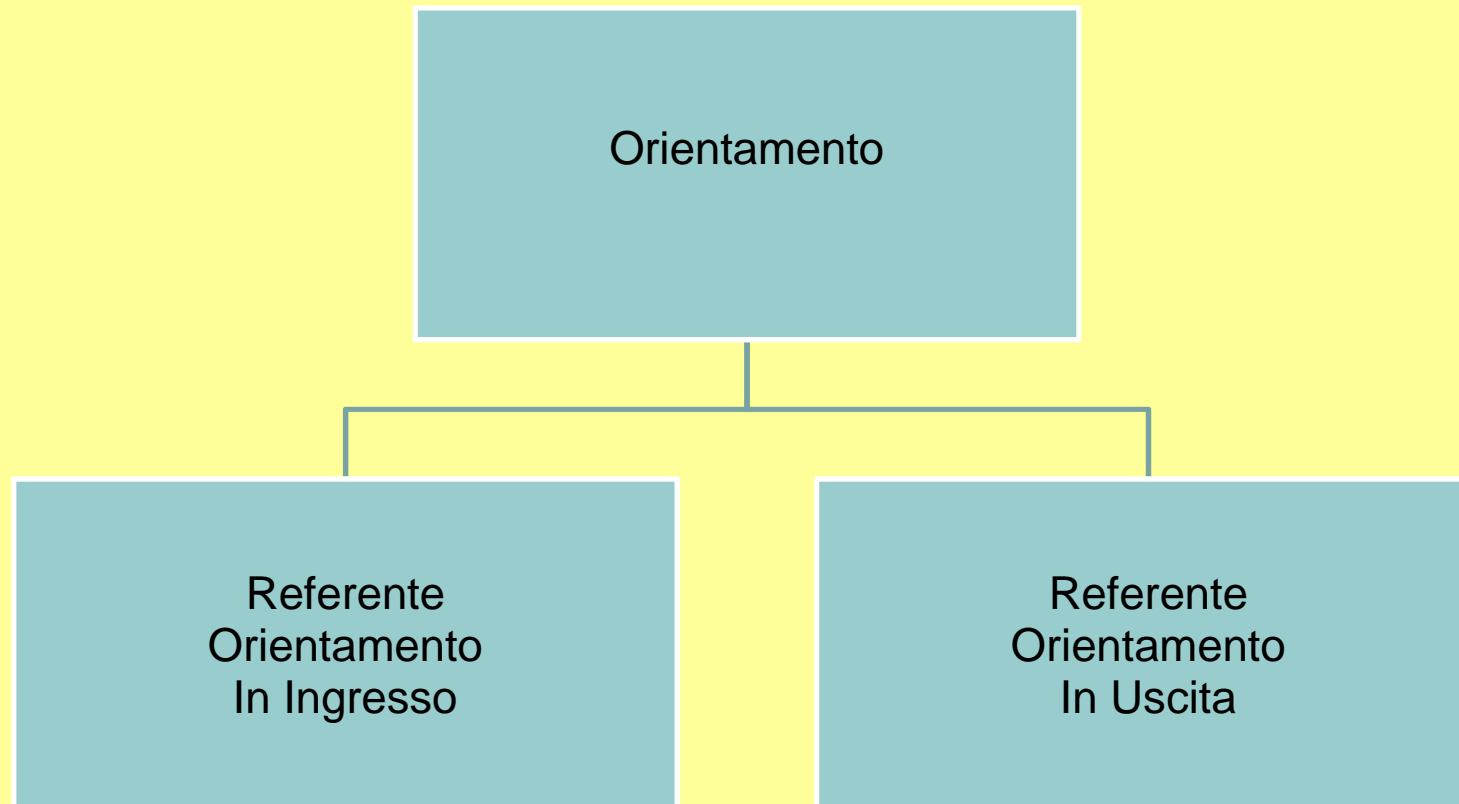 Orientamento
Referente
Orientamento
In Ingresso
Referente
Orientamento
In Uscita